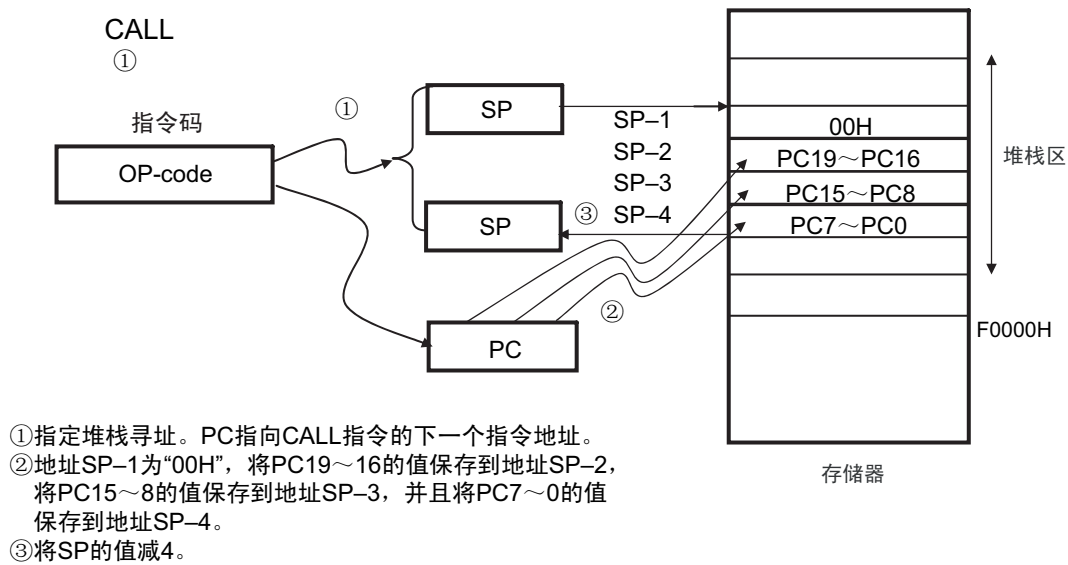 CALL
①
指令码
OP-code
①
SP
SP
③
SP–1
SP–2
SP–3
SP–4
00H
PC19～PC16
PC15～PC8
PC7～PC0
堆栈区
②
PC
F0000H
存储器
①指定堆栈寻址。PC指向CALL指令的下一个指令地址。
②地址SP–1为“00H”，将PC19～16的值保存到地址SP–2，
将PC15～8的值保存到地址SP–3，并且将PC7～0的值
保存到地址SP–4。
③将SP的值减4。